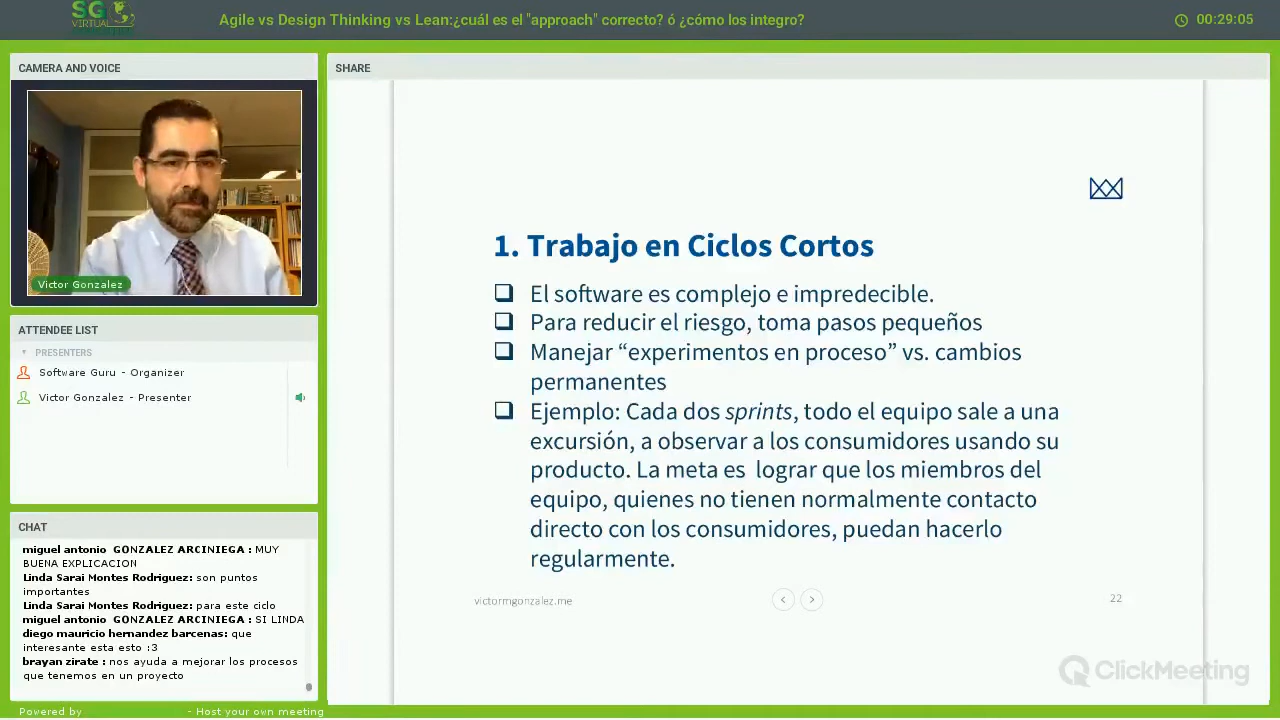 SG
VIRTUAL
Agile vs Design Thinking vs Lean:¿cuál es el "approach" correcto? ó ¿cómo los integro?
00:29:05
CAMERA AND VOICE
Victor Gonzalez
ATTENDEE LIST
PRESENTERS
Software Guru - Organizer
Victor Gonzalez - Presenter
CHAT
miguel antonio GONZALEZ ARCINIEGA : MUY
BUENA EXPLICACION
Linda Sarai Montes Rodriguez: son puntos
importantes
Linda Sarai Montes Rodriguez: para este ciclo
miguel antonio GONZALEZ ARCINIEGA : SI LINDA
diego mauricio hernandez barcenas: que
interesante esta esto :3
brayan zirate : nos ayuda a mejorar los procesos
que tenemos en un proyecto
Powered by - Host your own meeting
SHARE
1. Trabajo en Ciclos Cortos
El software es complejo e impredecible.
Para reducir el riesgo, toma pasos pequeños
Manejar “experimentos en proceso” vs. cambios
permanentes
Ejemplo: Cada dos sprints, todo el equipo sale a una
excursión, a observar a los consumidores usando su
producto. La meta es lograr que los miembros del
equipo, quienes no tienen normalmente contacto
directo con los consumidores, puedan hacerlo
regularmente.
victormgonzalez.me
22
ClickMeeting